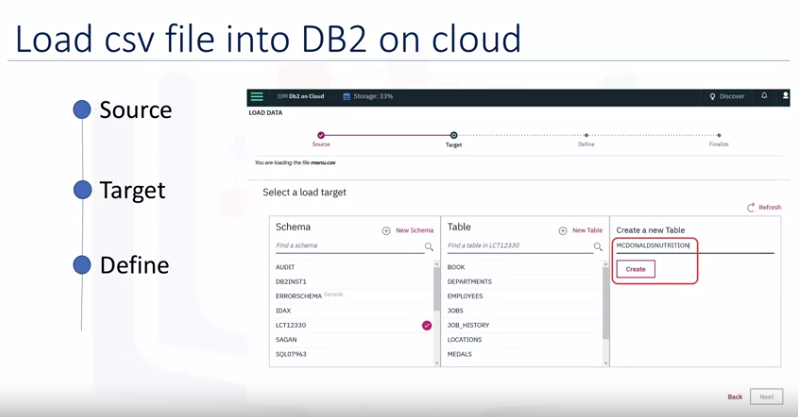 Load csv file into DB2 on cloud
Source
Target
Define
IBM Db2 on Cloud
Storage: 33%
Discover
LOAD DATA
Source
Target
Define
Finalize
You are loading the file menu.csv
Select a load target
Refresh
Schema
New Schema
Find a schema
AUDIT
DB2INST1
ERRORSCHEMA Sample
IDAX
LCT12330
SAGAN
SQL07963
Table
New Table
Find a table in LCT12330
BOOK
DEPARTMENTS
EMPLOYEES
JOBS
JOB_HISTORY
LOCATIONS
MEDALS
Create a new Table
MCDONALDSNUTRITION
Create
Back
Next